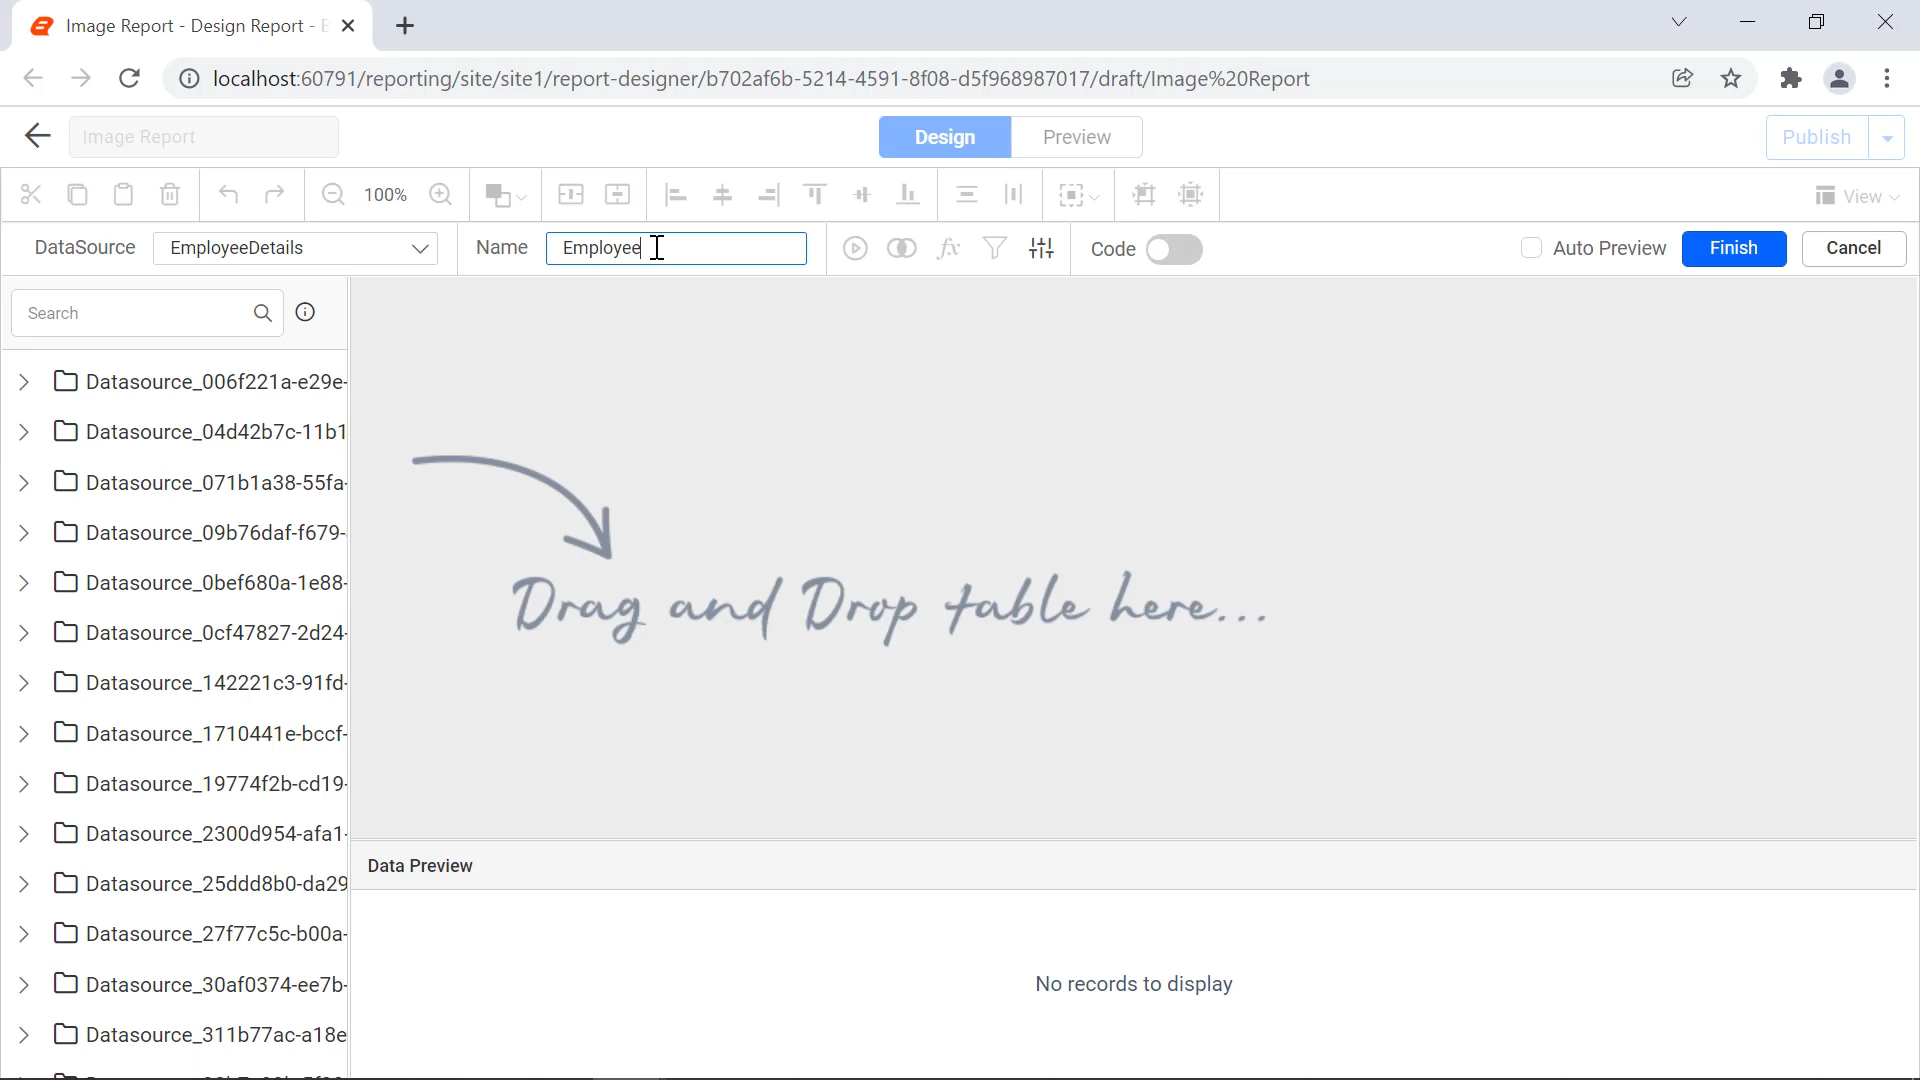 Image Report - Design Report -
localhost:60791/reporting/site/site1/report-designer/b702af6b-5214-4591-8f08-d5f968987017/draft/Image%20Report
Image Report
Design
Preview
Publish
100%
View
DataSource
EmployeeDetails
Name
Employee
fx
Code
Auto Preview
Finish
Cancel
Search
Datasource_006f221a-e29e-
Datasource_04d42b7c-11b1
Datasource_071b1a38-55fa-
Datasource_09b76daf-f679-
Datasource_0bef680a-1e88-
Datasource_0cf47827-2d24-
Datasource_142221c3-91fd-
Datasource_1710441e-bccf-
Datasource_19774f2b-cd19-
Datasource_2300d954-afa1-
Datasource_25ddd8b0-da29
Datasource_27f77c5c-b00a-
Datasource_30af0374-ee7b-
Datasource_311b77ac-a18e
Drag and Drop table here...
Data Preview
No records to display